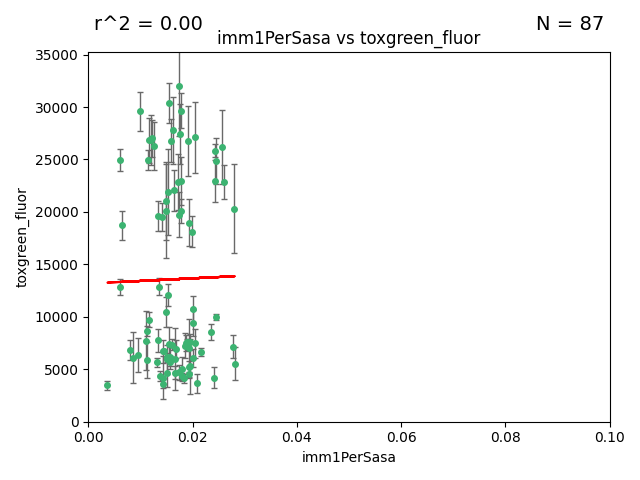 r^2 = 0.00
N = 87
imm1PerSasa vs toxgreen_fluor
35000
30000
25000
20000
15000
10000
5000
0
toxgreen_fluor
0.00
0.02
0.04
0.06
0.08
0.10
imm1PerSasa